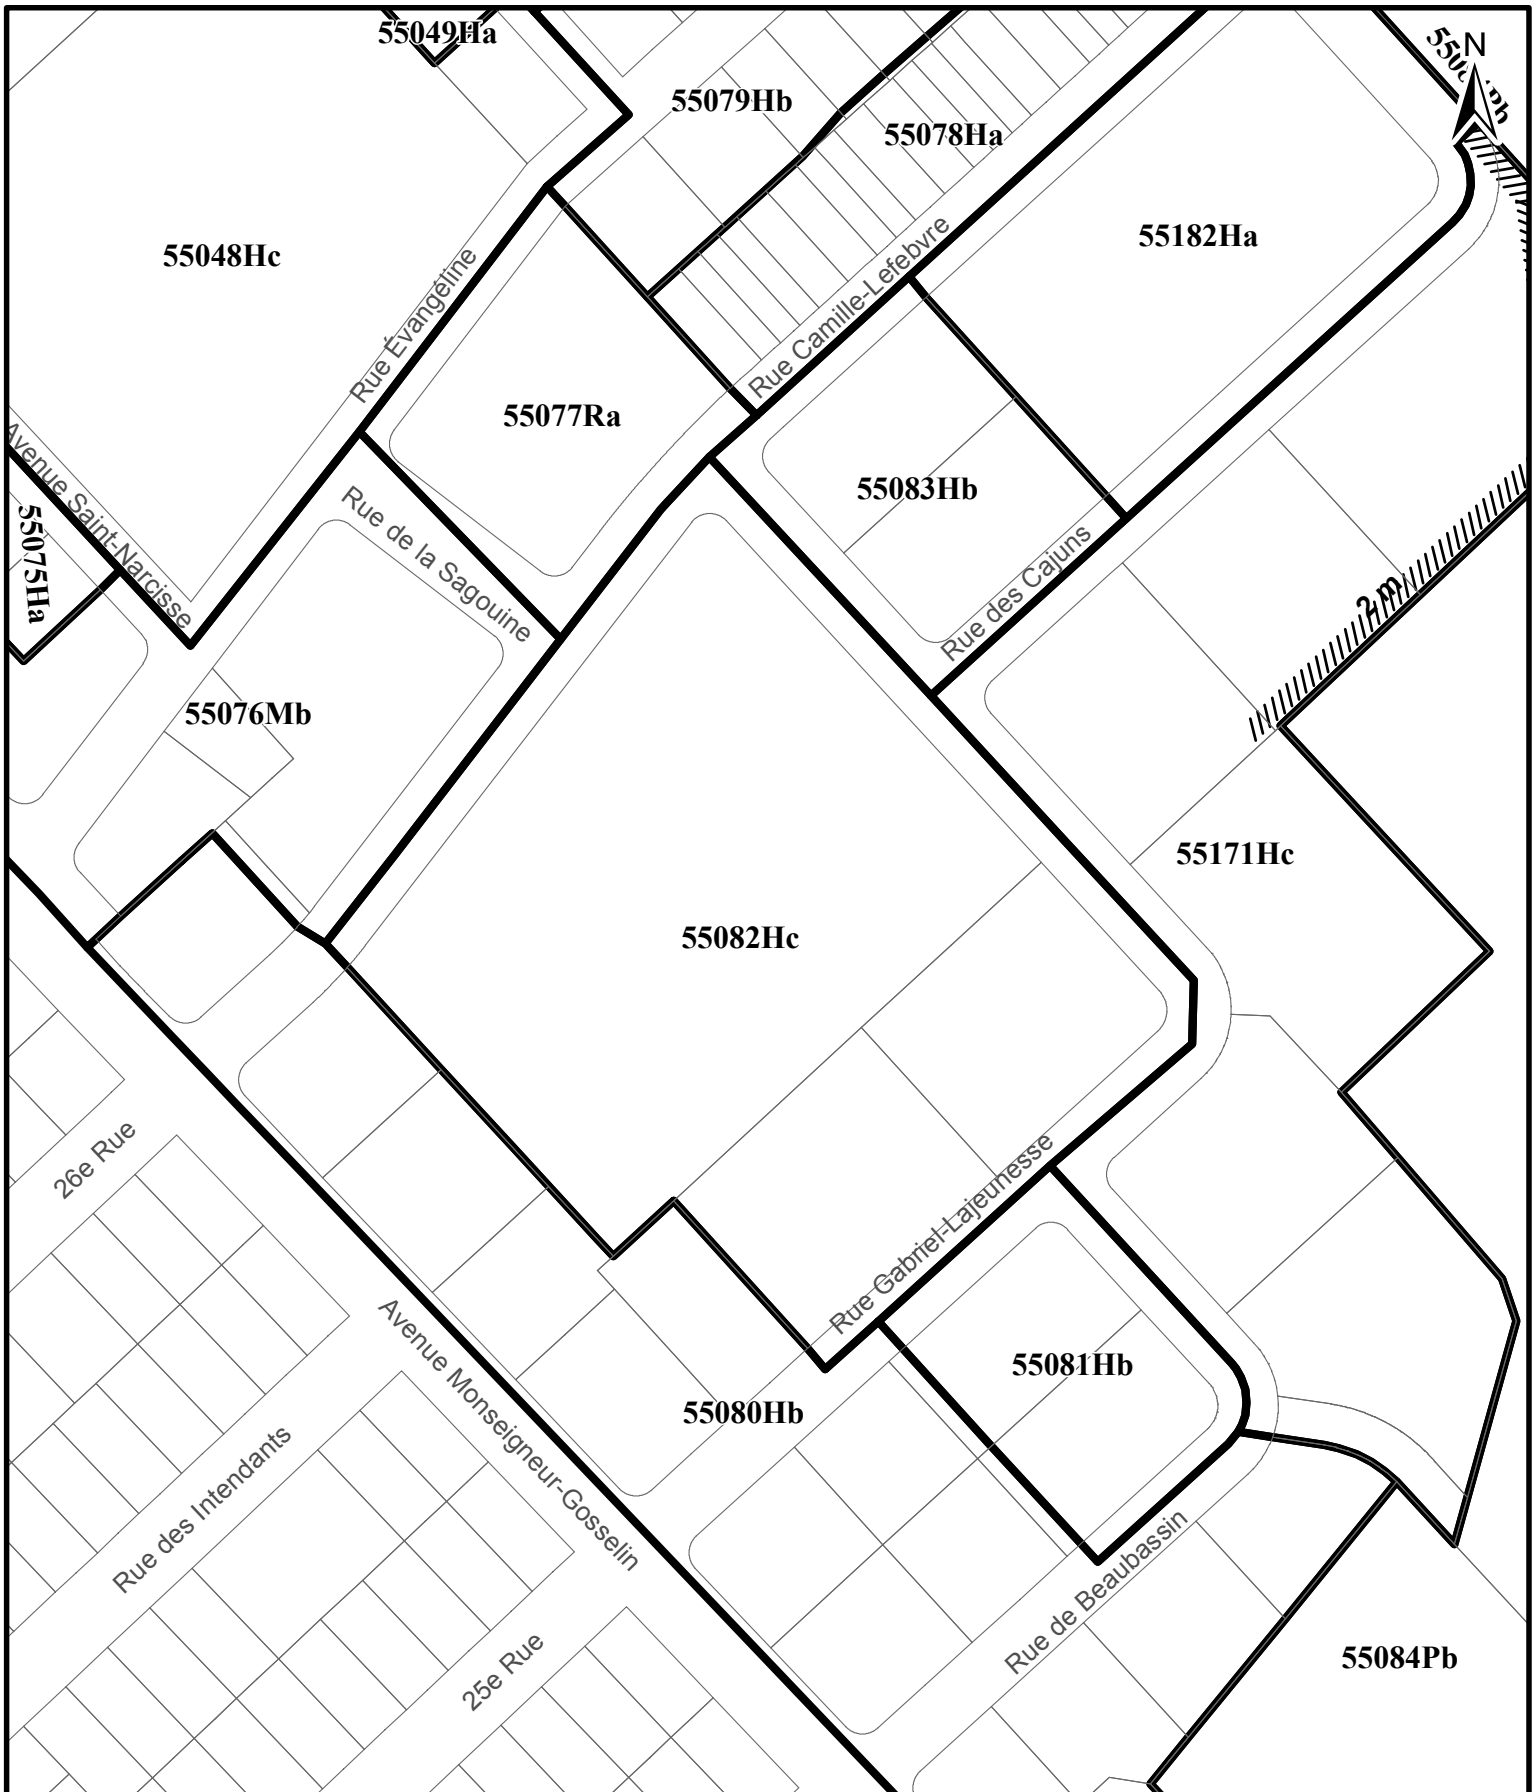 55049Ha
N
55079Hb
55078Ha
55182Ha
55048Hc
Rue Évangéline
Rue Camille-Lefebvre
55077Ra
Avenue Saint-Narcisse
55083Hb
Rue de la Sagouine
55075Ha
Rue des Cajuns
2 m
55076Mb
55171Hc
55082Hc
26e Rue
Rue Gabriel-Lajeunesse
55081Hb
55080Hb
Avenue Monseigneur-Gosselin
Rue des Intendants
Rue de Beaubassin
25e Rue
55084Pb